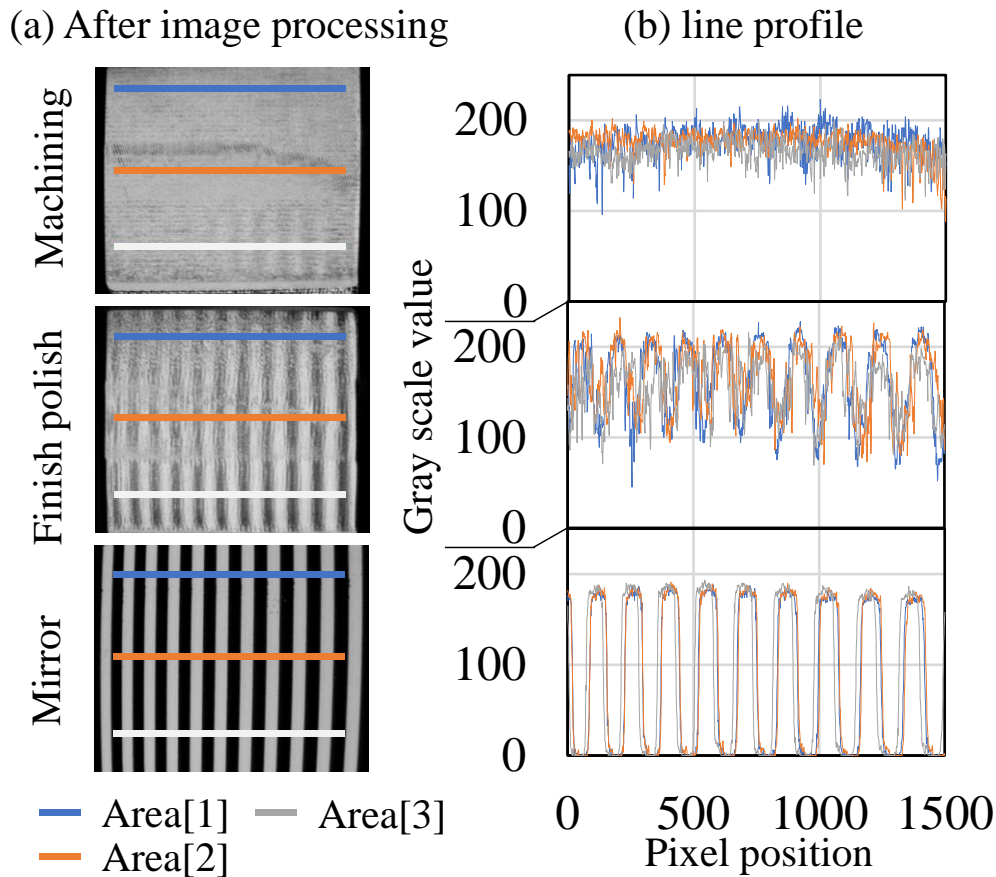 (a) After image processing
(b) line profile
Machining
Finish polish
Mirror
Gray scale value
200
100
0
200
100
0
200
100
0
0
500
1000
1500
Pixel position
Area[1]
Area[3]
Area[2]